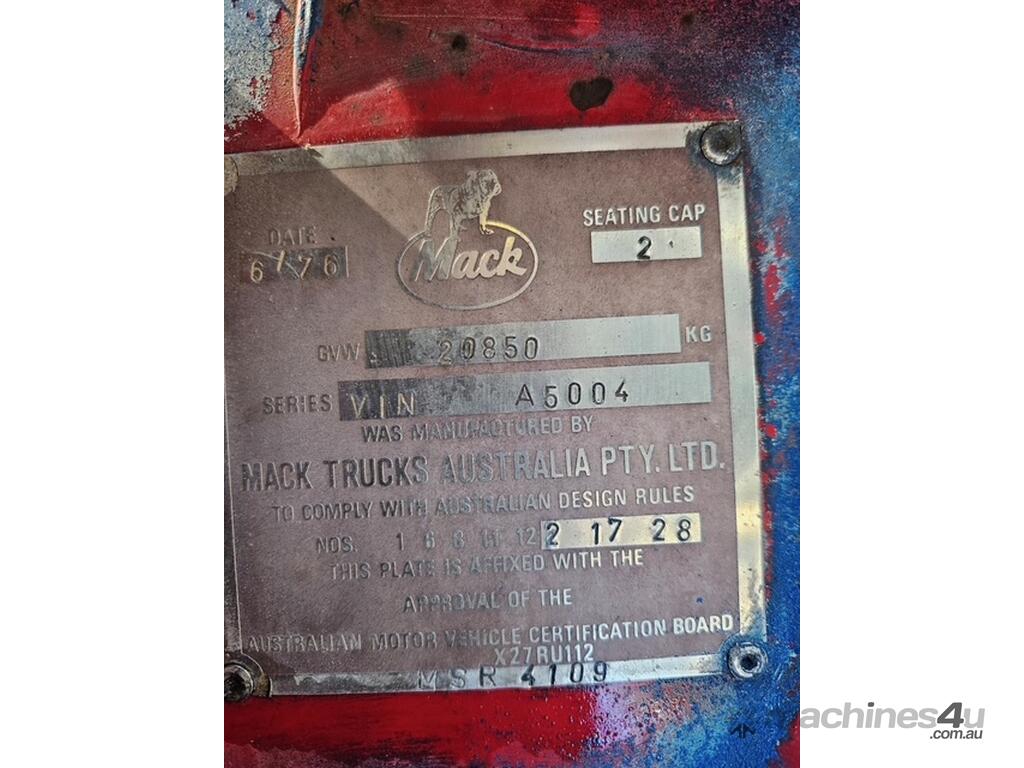 SEATING CAP
DATE
2
6/76
Mack
GVW 20850 KG
SERIES VIN A5004
WAS MANUFACTURED BY
MACK TRUCKS AUSTRALIA PTY. LTD.
TO COMPLY WITH AUSTRALIAN DESIGN RULES
NOS. 1 6 8 11 12 2 17 28
THIS PLATE IS AFFIXED WITH THE
APPROVAL OF THE
AUSTRALIAN MOTOR VEHICLE CERTIFICATION BOARD
X27RU112
MSR 4109
machines4u
.com.au